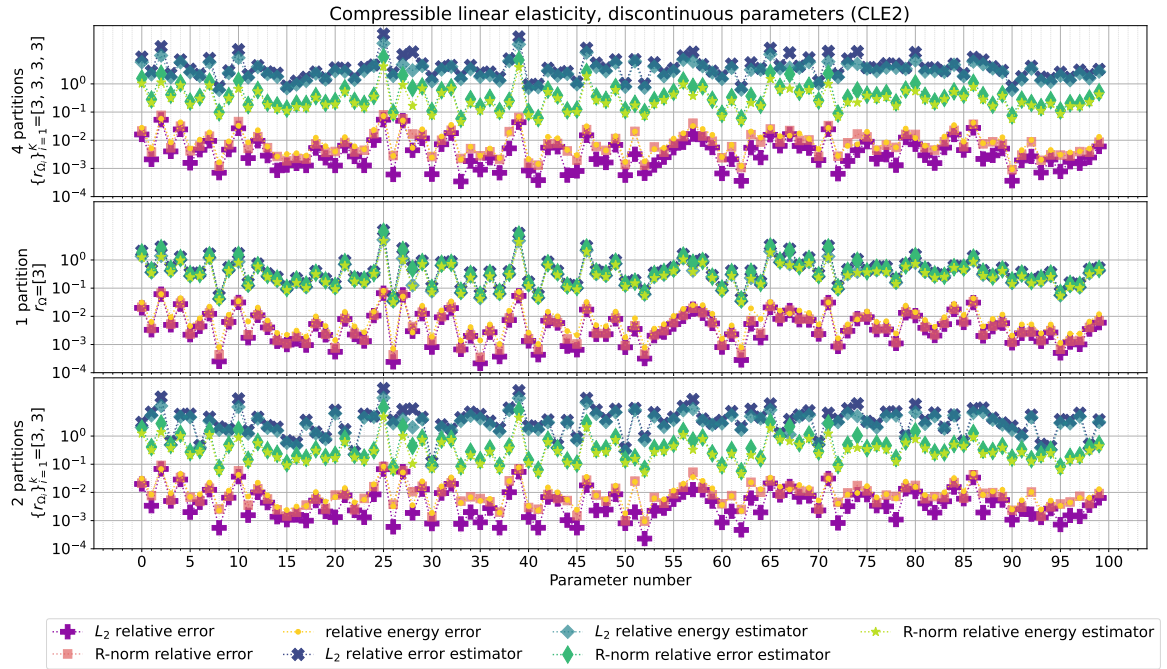 Compressible linear elasticity, discontinuous parameters (CLE2)
4 partitions
{r_{Ω_i}}_{i=1}^K=[3, 3, 3, 3]
10^0
10^{-1}
10^{-2}
10^{-3}
10^{-4}
1 partition
r_Ω=[3]
10^0
10^{-1}
10^{-2}
10^{-3}
10^{-4}
2 partitions
{r_{Ω_i}}_{i=1}^k=[3, 3]
10^0
10^{-1}
10^{-2}
10^{-3}
10^{-4}
0 5 10 15 20 25 30 35 40 45 50 55 60 65 70 75 80 85 90 95 100
Parameter number
L_2 relative error relative energy error L_2 relative energy estimator R-norm relative energy estimator
R-norm relative error L_2 relative error estimator R-norm relative error estimator